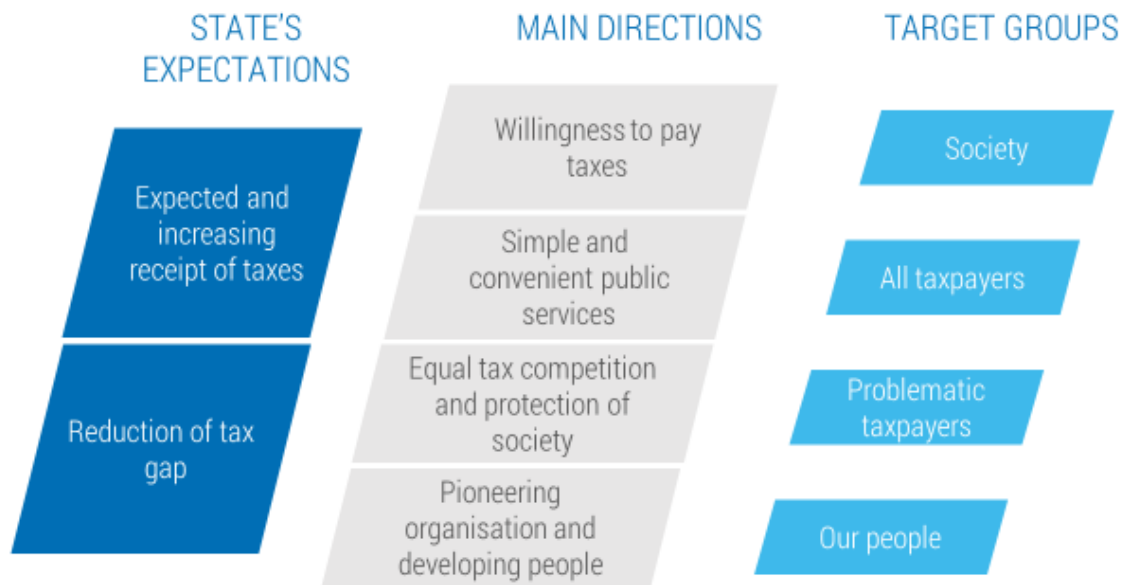 STATE'S
EXPECTATIONS
MAIN DIRECTIONS
TARGET GROUPS
Expected and
increasing
receipt of taxes
Reduction of tax
gap
Willingness to pay
taxes
Simple and
convenient public
services
Equal tax competition
and protection of
society
Pioneering
organisation and
developing people
Society
All taxpayers
Problematic
taxpayers
Our people